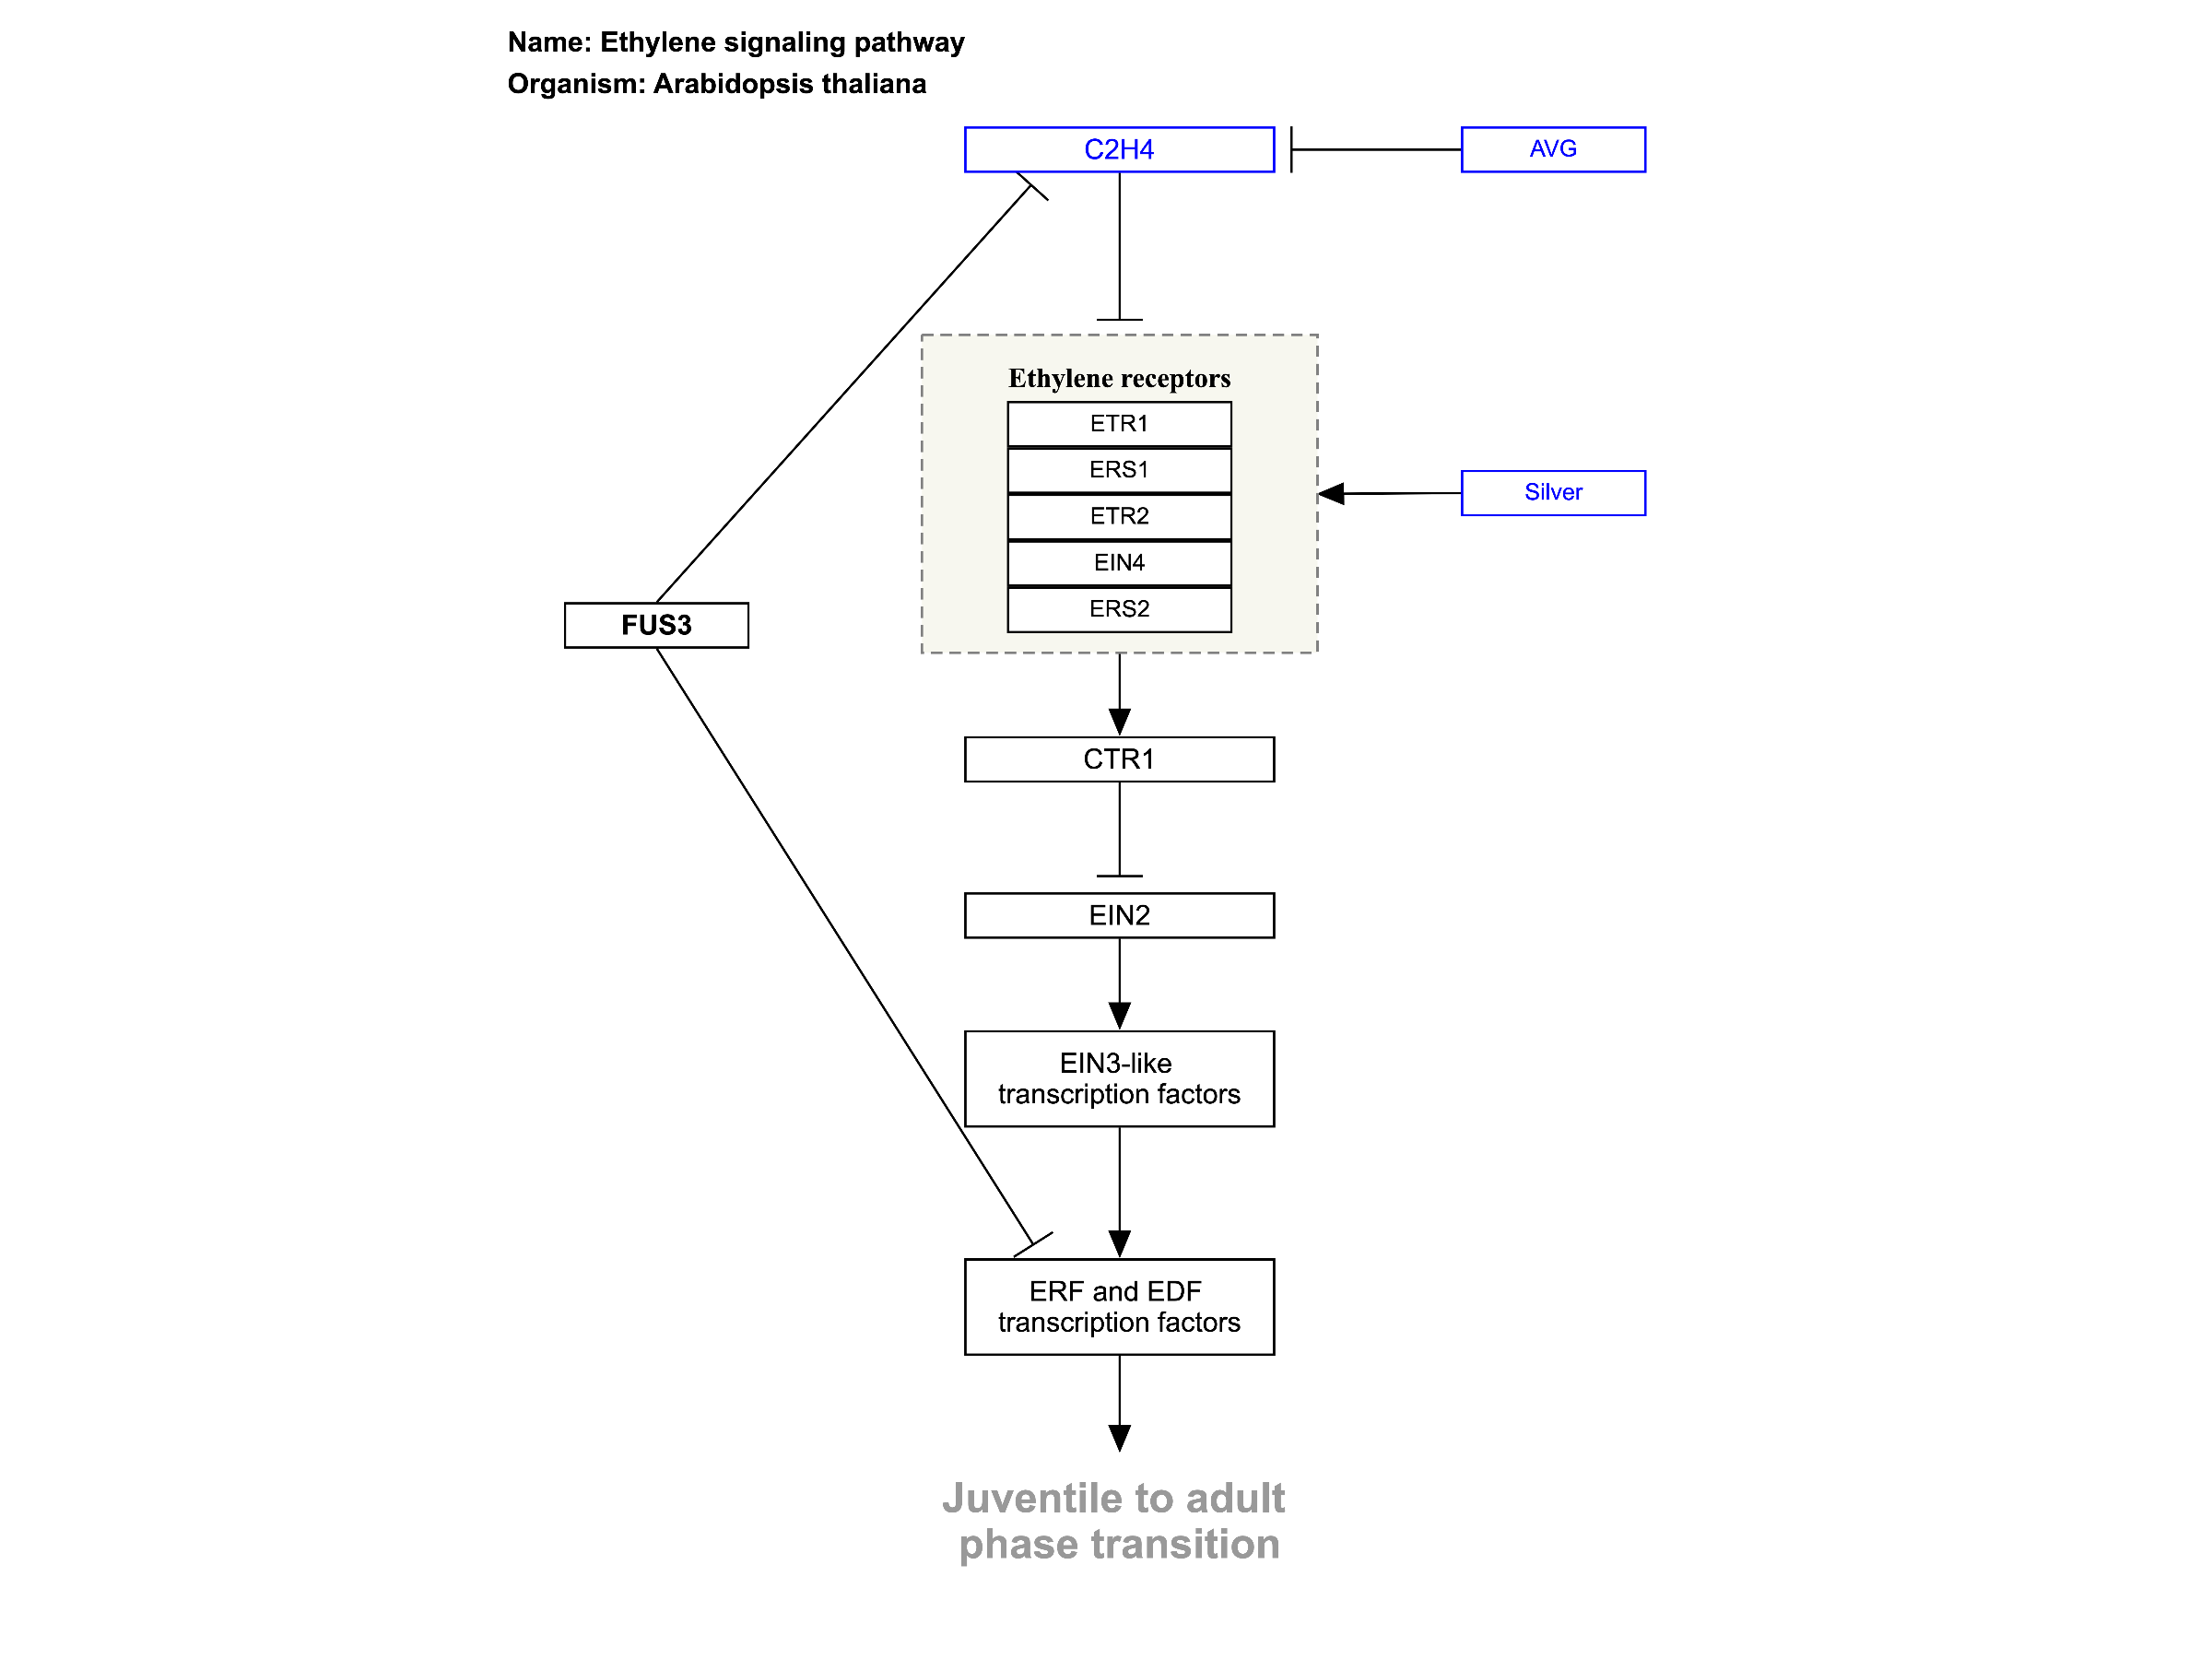 Name: Ethylene signaling pathway
Organism: Arabidopsis thaliana
C2H4
AVG
Ethylene receptors
ETR1
ERS1
ETR2
EIN4
ERS2
Silver
FUS3
CTR1
EIN2
EIN3-like
transcription factors
ERF and EDF
transcription factors
Juventile to adult
phase transition